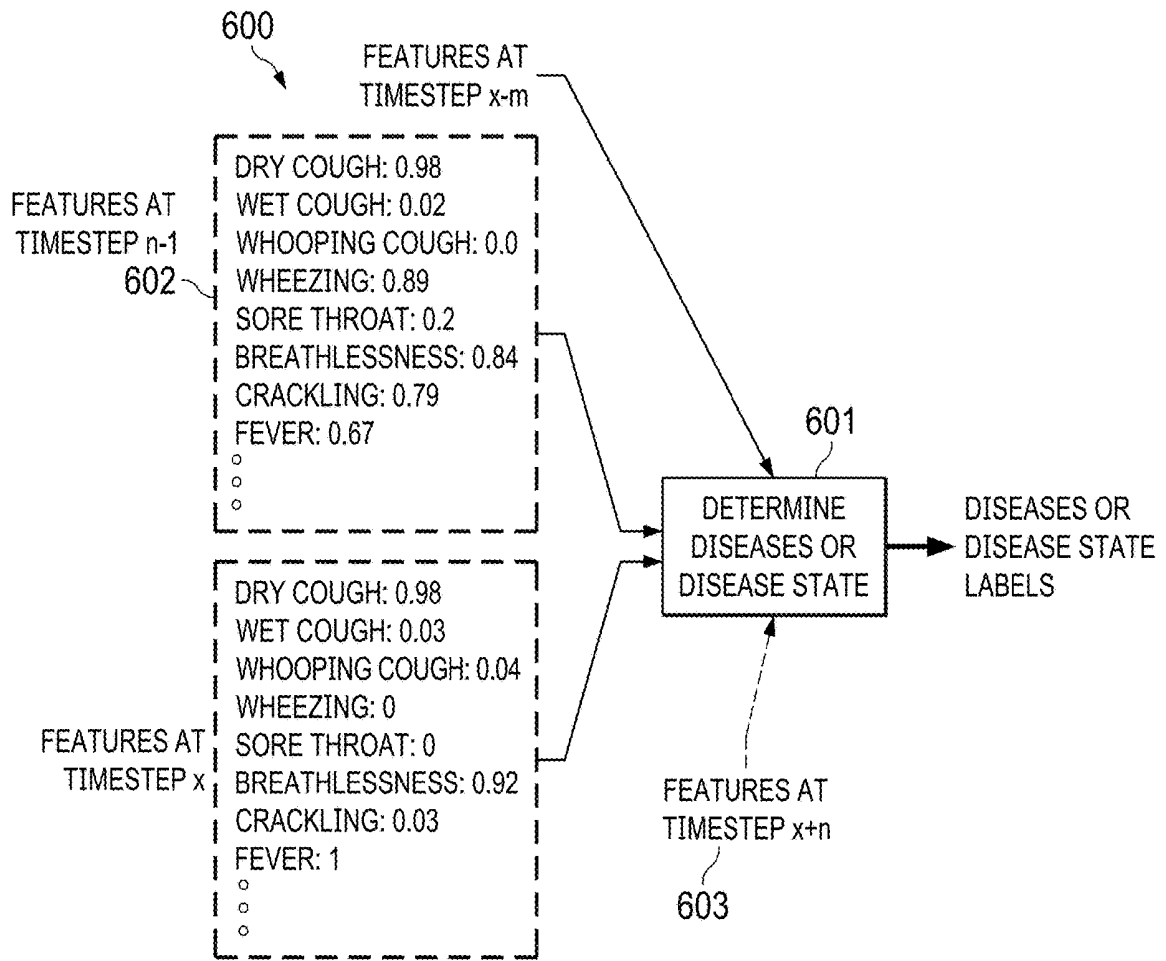 600
FEATURES AT
TIMESTEP x-m
FEATURES AT
TIMESTEP n-1
602
DRY COUGH: 0.98
WET COUGH: 0.02
WHOOPING COUGH: 0.0
WHEEZING: 0.89
SORE THROAT: 0.2
BREATHLESSNESS: 0.84
CRACKLING: 0.79
FEVER: 0.67
601
DETERMINE
DISEASES OR
DISEASE STATE
DISEASES OR
DISEASE STATE
LABELS
FEATURES AT
TIMESTEP x
DRY COUGH: 0.98
WET COUGH: 0.03
WHOOPING COUGH: 0.04
WHEEZING: 0
SORE THROAT: 0
BREATHLESSNESS: 0.92
CRACKLING: 0.03
FEVER: 1
FEATURES AT
TIMESTEP x+n
603